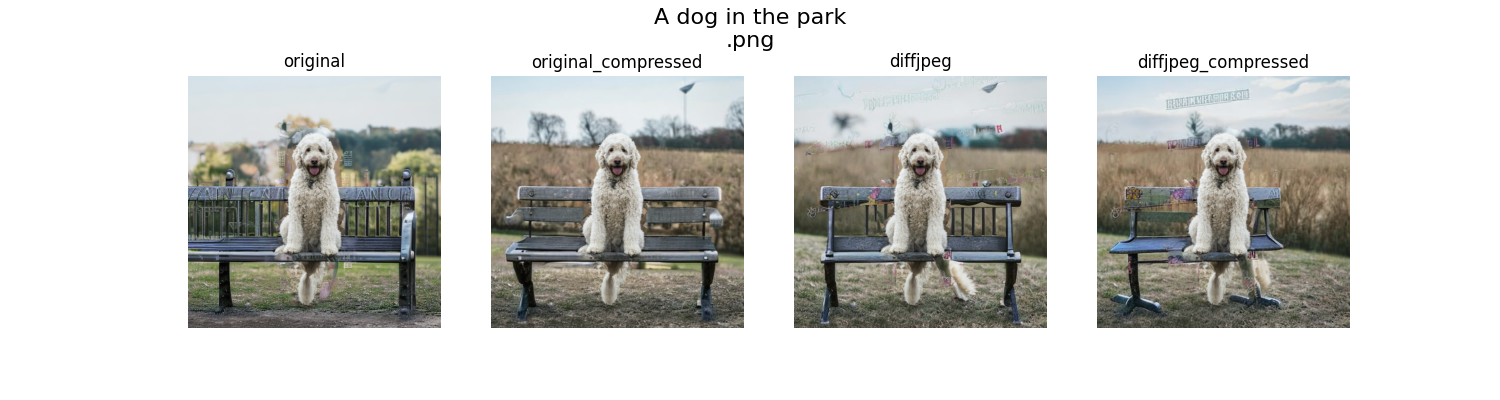 A dog in the park
.png
original
original_compressed
diffjpeg
diffjpeg_compressed